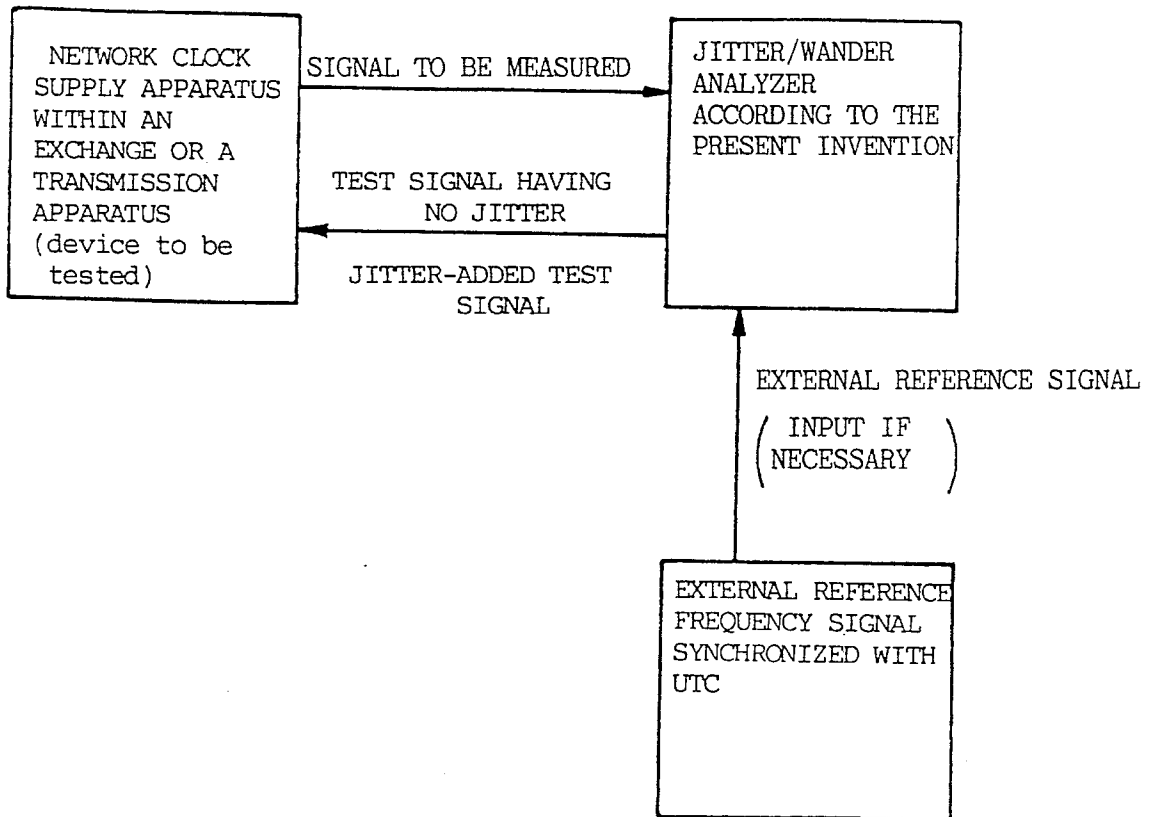 NETWORK CLOCK
SUPPLY APPARATUS
WITHIN AN
EXCHANGE OR A
TRANSMISSION
APPARATUS
(device to be
tested)
SIGNAL TO BE MEASURED
TEST SIGNAL HAVING
NO JITTER
JITTER-ADDED TEST
SIGNAL
JITTER/WANDER
ANALYZER
ACCORDING TO THE
PRESENT INVENTION
EXTERNAL REFERENCE SIGNAL
( INPUT IF
NECESSARY )
EXTERNAL REFERENCE
FREQUENCY SIGNAL
SYNCHRONIZED WITH
UTC